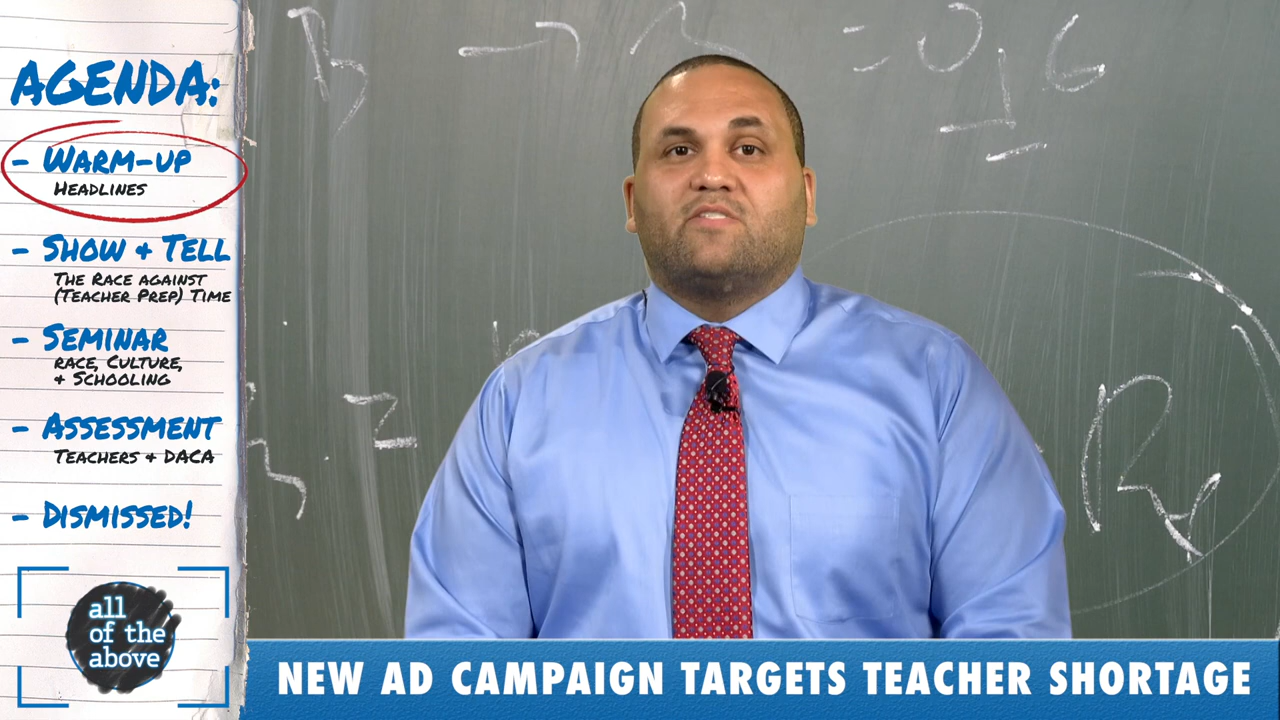 AGENDA:
- WARM-UP
HEADLINES
- SHOW + TELL
THE RACE AGAINST
(TEACHER PREP) TIME
- SEMINAR
RACE, CULTURE,
+ SCHOOLING
- ASSESSMENT
TEACHERS + DACA
- DISMISSED!
all
of the
above
NEW AD CAMPAIGN TARGETS TEACHER SHORTAGE